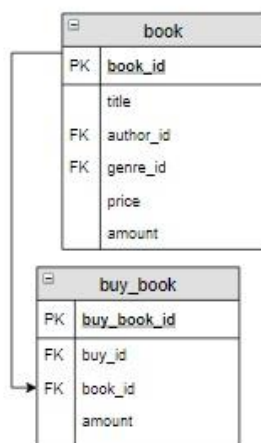 book
PK book_id
title
FK author_id
FK genre_id
price
amount
buy_book
PK buy_book_id
FK buy_id
FK book_id
amount